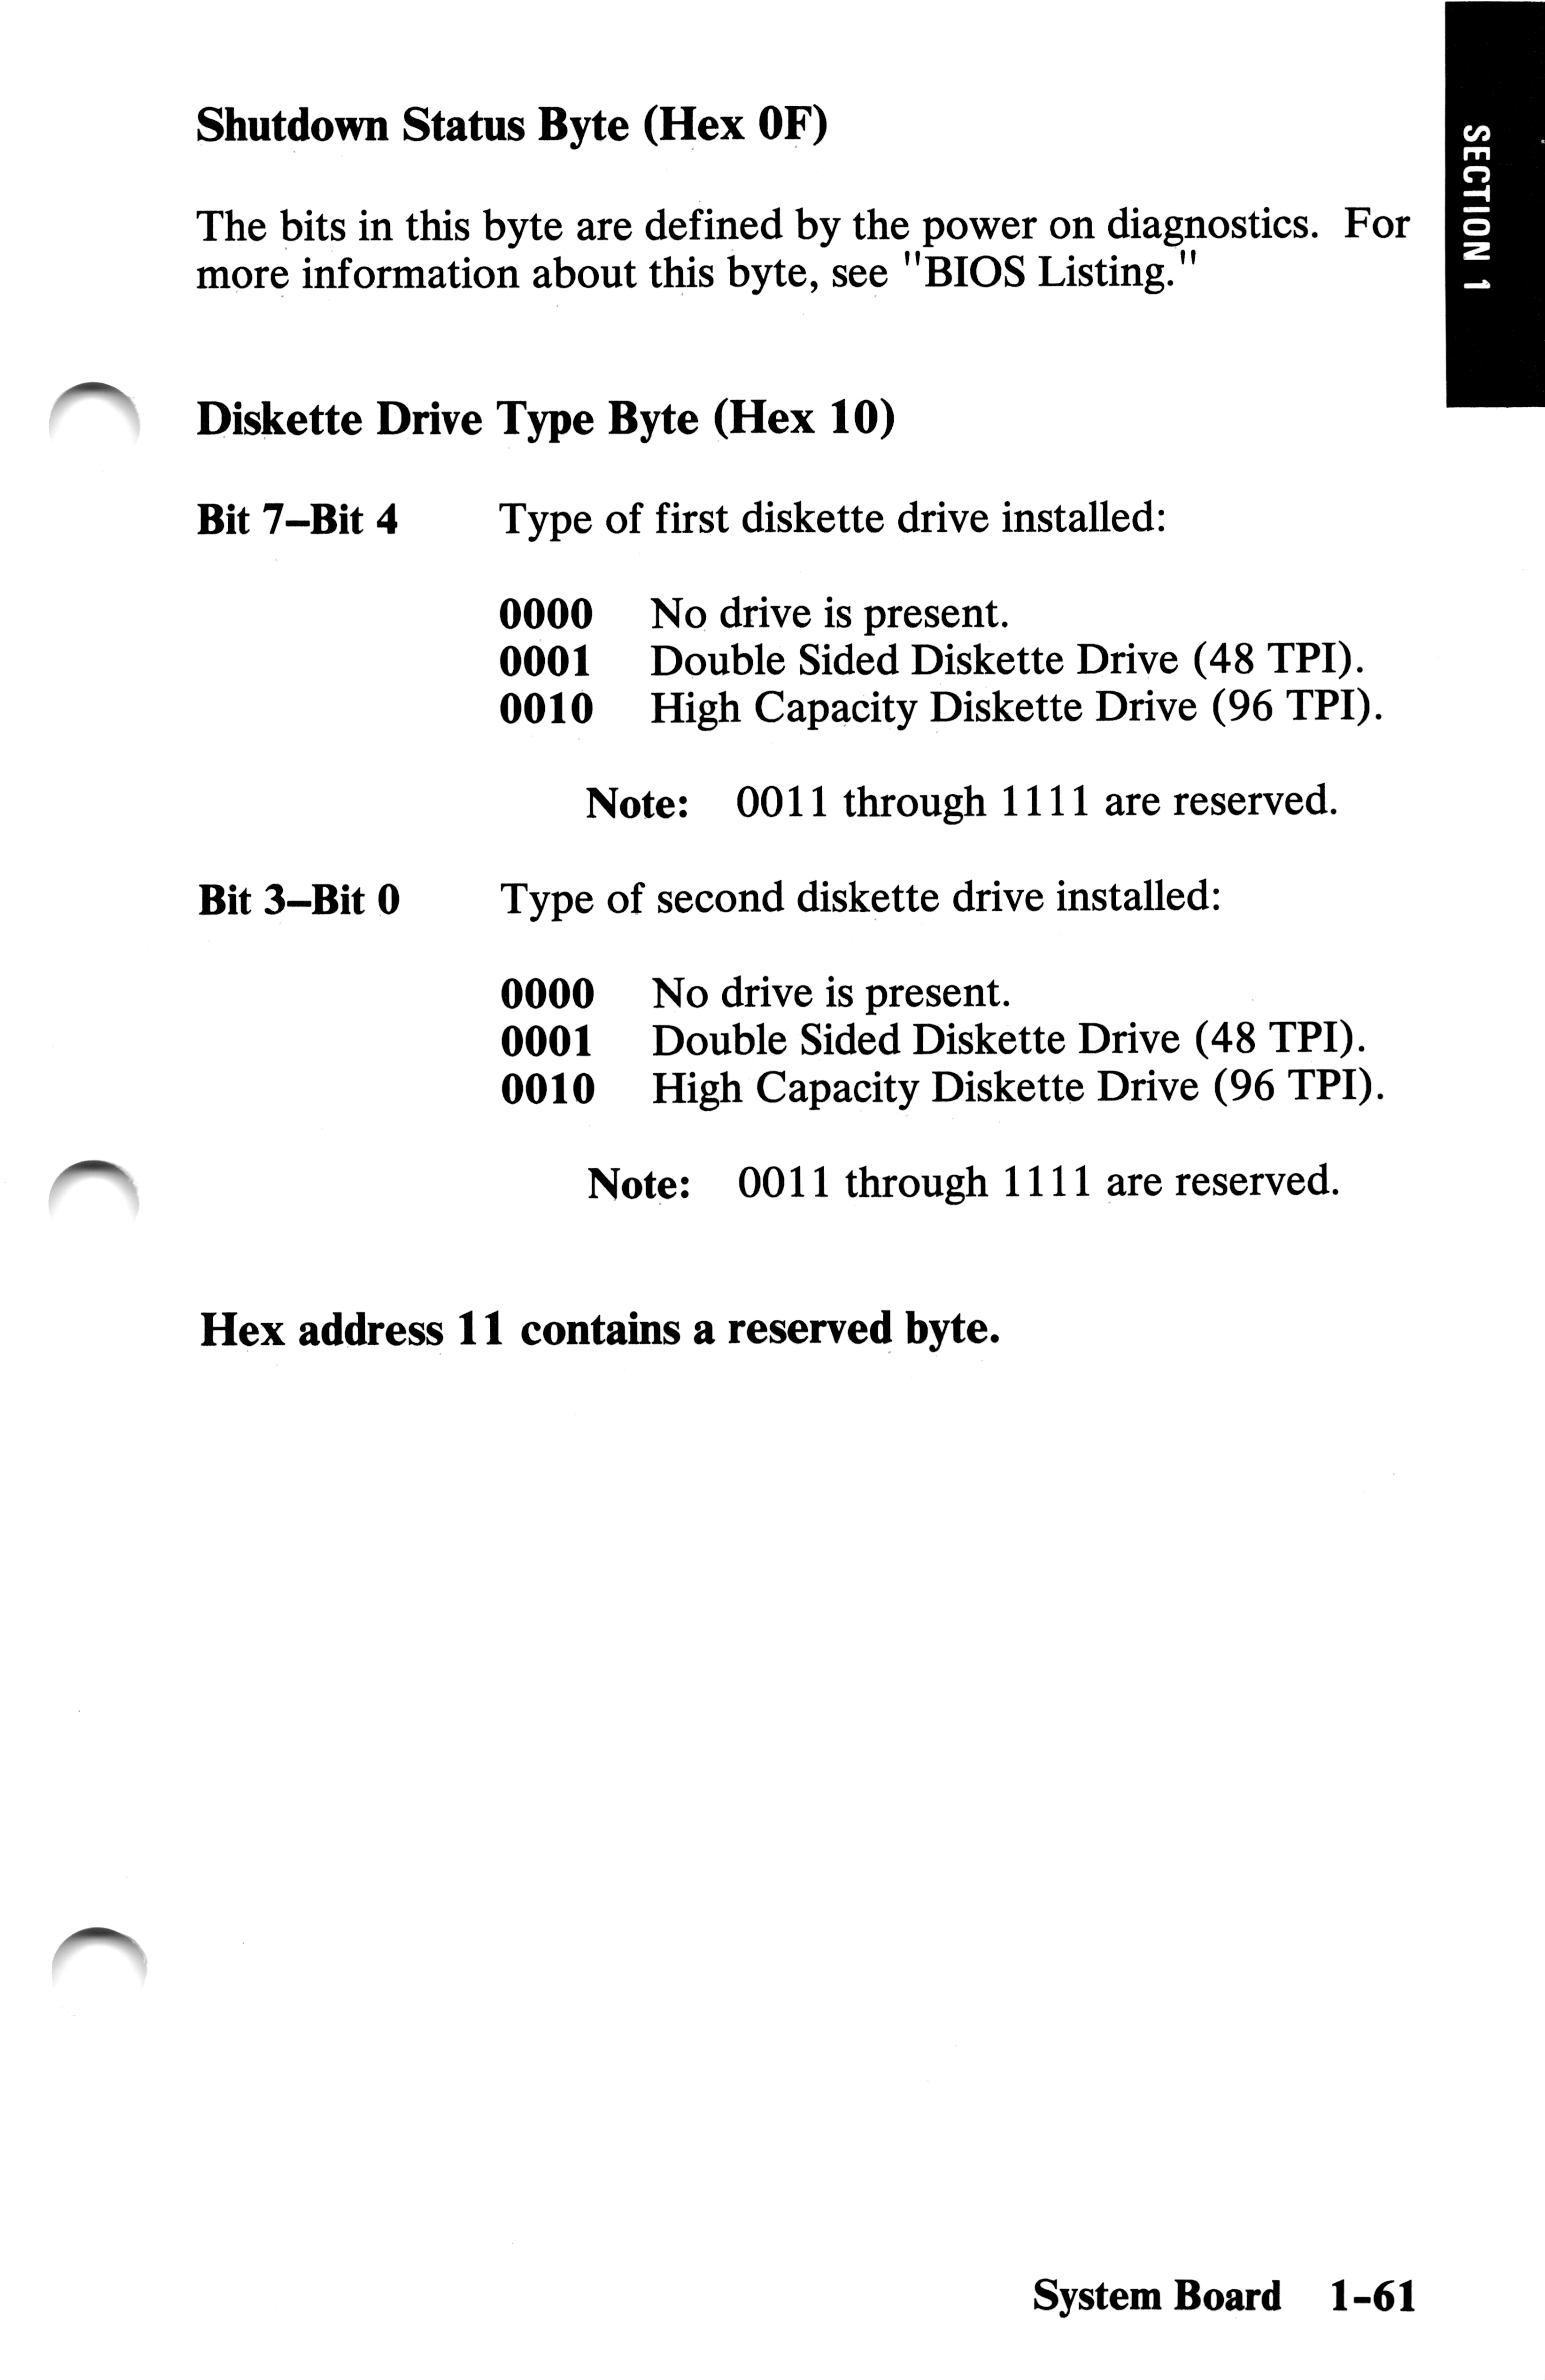 SECTION 1
Shutdown Status Byte (Hex 0F)
The bits in this byte are defined by the power on diagnostics. For
more information about this byte, see "BIOS Listing."
Diskette Drive Type Byte (Hex 10)
Bit 7–Bit 4 Type of first diskette drive installed:
0000 No drive is present.
0001 Double Sided Diskette Drive (48 TPI).
0010 High Capacity Diskette Drive (96 TPI).
Note: 0011 through 1111 are reserved.
Bit 3–Bit 0 Type of second diskette drive installed:
0000 No drive is present.
0001 Double Sided Diskette Drive (48 TPI).
0010 High Capacity Diskette Drive (96 TPI).
Note: 0011 through 1111 are reserved.
Hex address 11 contains a reserved byte.
System Board 1-61